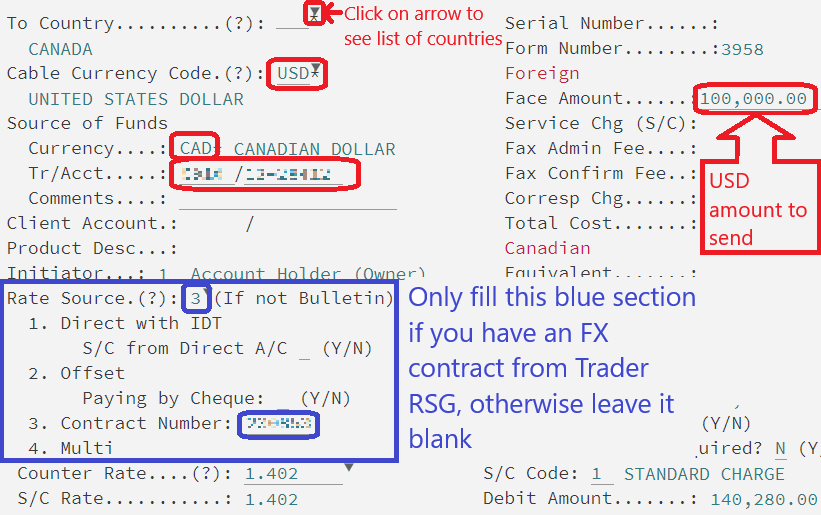 To Country..........(?): ___
Click on arrow to
see list of countries
CANADA
Cable Currency Code.(?): USD*
UNITED STATES DOLLAR
Source of Funds
Currency....: CAD* CANADIAN DOLLAR
Tr/Acct.....: /
Comments....:
Client Account.: /
Product Desc...:
Initiator...: 1 Account Holder (Owner)
Serial Number......:
Form Number........:3958
Foreign
Face Amount......:100,000.00
Service Chg (S/C):
Fax Admin Fee....:
Fax Confirm Fee..:
Corresp Chg......:
Total Cost.......:
Canadian
Equivalent.......:
USD
amount to
send
Rate Source.(?): 3 (If not Bulletin)
1. Direct with IDT
S/C from Direct A/C _ (Y/N)
2. Offset
Paying by Cheque: _ (Y/N)
3. Contract Number:
4. Multi
Only fill this blue section
if you have an FX
contract from Trader
RSG, otherwise leave it
blank
(Y/N)
uired? N (Y/
Counter Rate....(?): 1.402
S/C Rate...........: 1.402
S/C Code: 1 STANDARD CHARGE
Debit Amount.......: 140,280.00